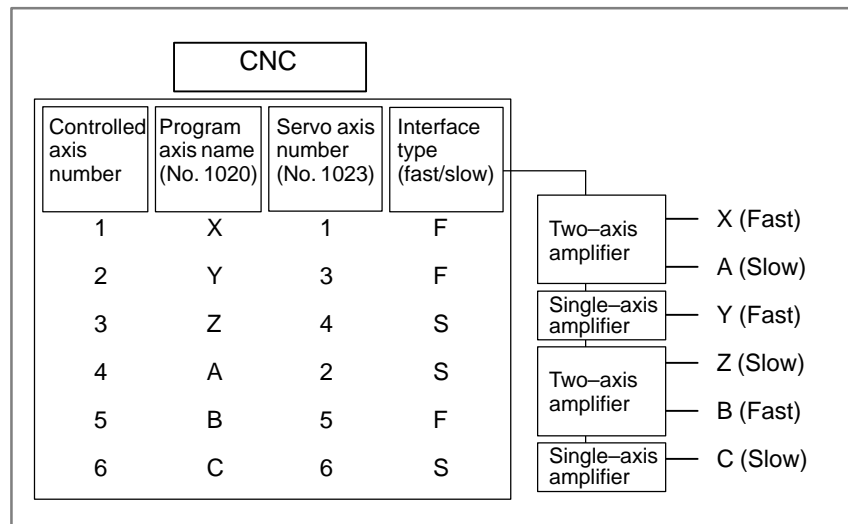 CNC
Controlled axis number
Program axis name (No. 1020)
Servo axis number (No. 1023)
Interface type (fast/slow)
1 X 1 F
2 Y 3 F
3 Z 4 S
4 A 2 S
5 B 5 F
6 C 6 S
Two–axis amplifier
X (Fast)
A (Slow)
Single–axis amplifier
Y (Fast)
Two–axis amplifier
Z (Slow)
B (Fast)
Single–axis amplifier
C (Slow)